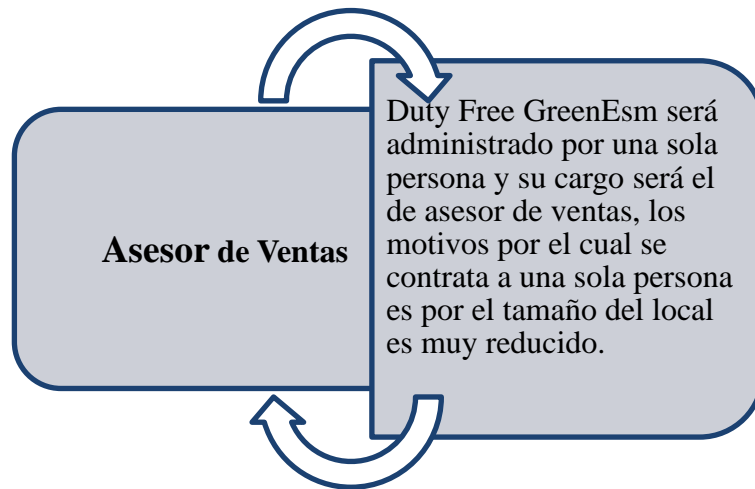 Asesor de Ventas
Duty Free GreenEsm será
administrado por una sola
persona y su cargo será el
de asesor de ventas, los
motivos por el cual se
contrata a una sola persona
es por el tamaño del local
es muy reducido.